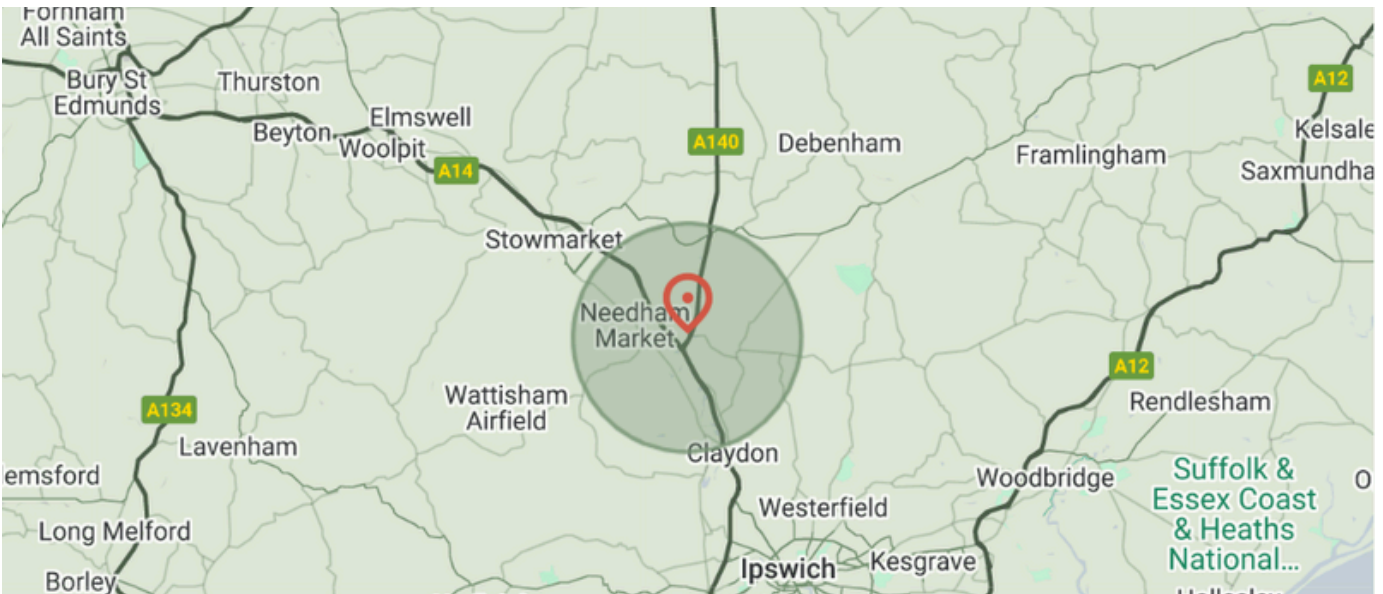 Fornham
All Saints
Bury St
Edmunds
Thurston
Beyton
Elmswell
Woolpit
A14
A140
Debenham
Framlingham
A12
Kelsale
Saxmundha
Stowmarket
Needham
Market
Wattisham
Airfield
A134
Lavenham
emsford
Long Melford
Borley
Claydon
Westerfield
Ipswich
Kesgrave
Woodbridge
A12
Rendlesham
Suffolk &
Essex Coast
& Heaths
National...
O
Hollesley